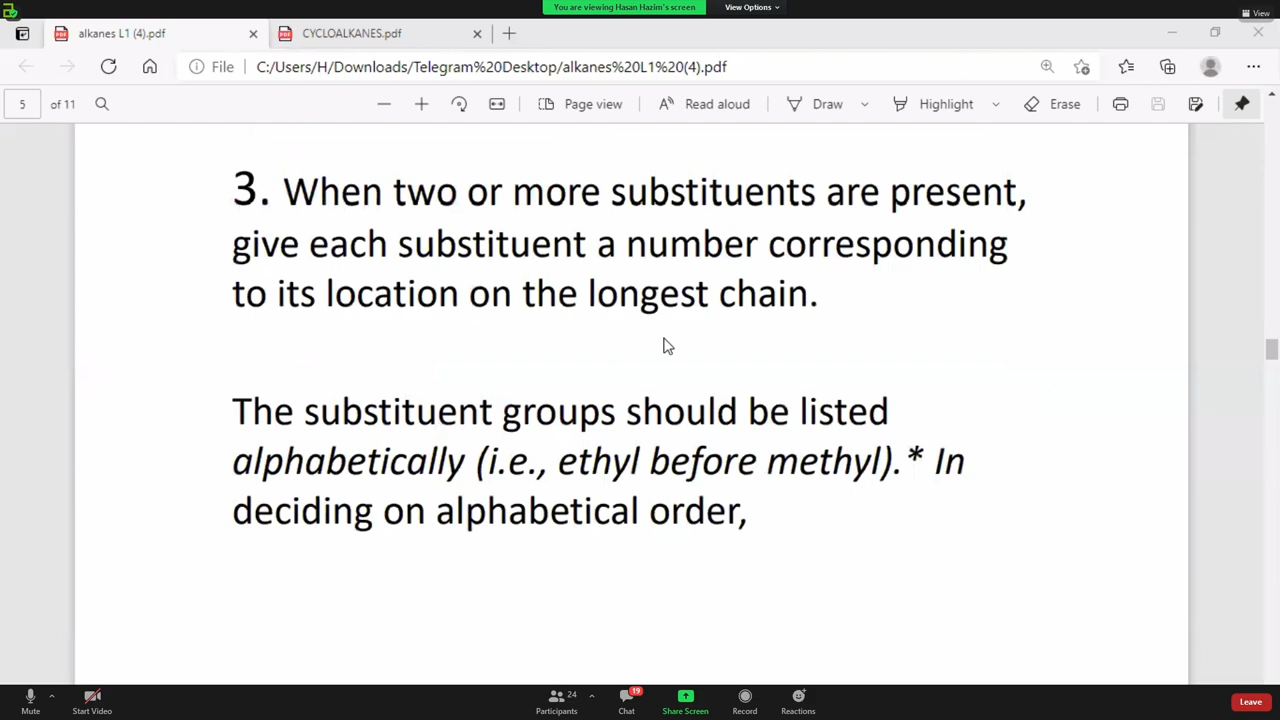 You are viewing Hasan Hazim's screen
View Options
View
alkanes L1 (4).pdf
CYCLOALKANES.pdf
File
C:/Users/H/Downloads/Telegram%20Desktop/alkanes%20L1%20(4).pdf
5
of 11
Page view
Read aloud
Draw
Highlight
Erase
3. When two or more substituents are present,
give each substituent a number corresponding
to its location on the longest chain.
The substituent groups should be listed
alphabetically (i.e., ethyl before methyl).* In
deciding on alphabetical order,
Mute
Start Video
24
Participants
19
Chat
Share Screen
Record
Reactions
Leave